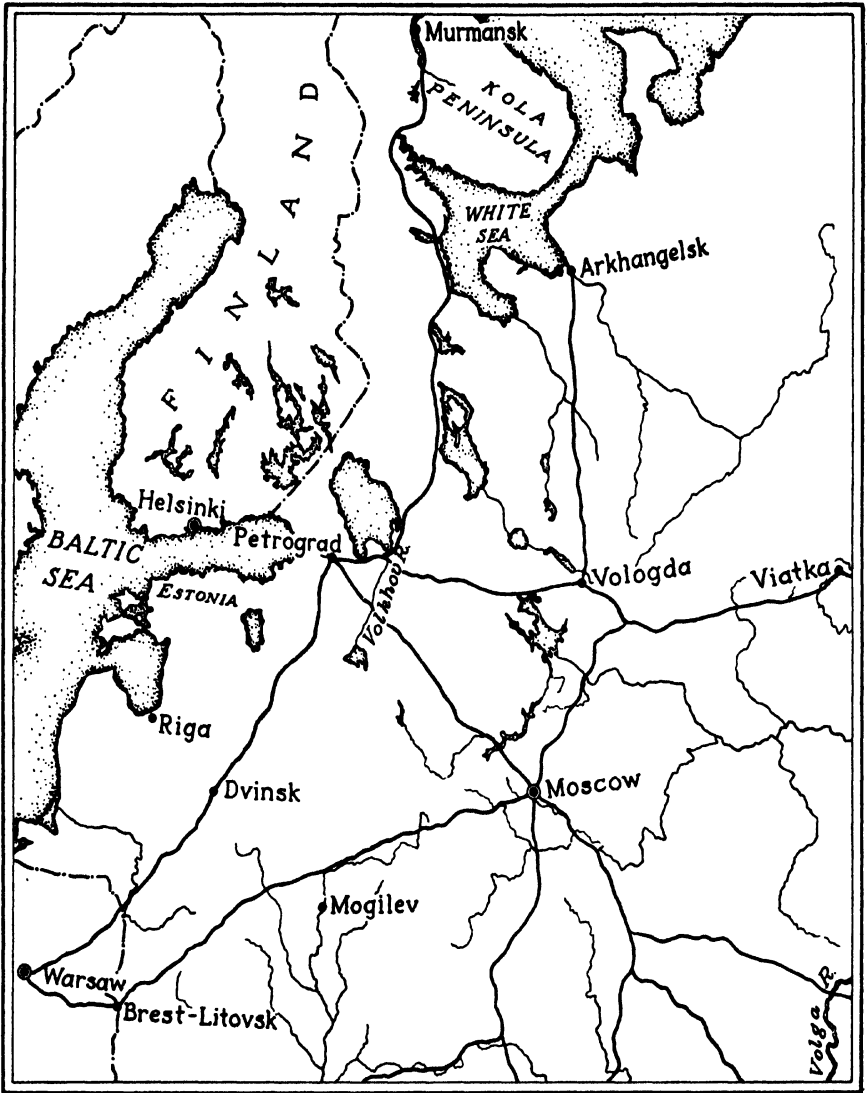 Murmansk
KOLA
PENINSULA
FINLAND
WHITE
SEA
Arkhangelsk
Helsinki
Petrograd
BALTIC
SEA
ESTONIA
Volkhov R.
Vologda
Viatka
Riga
Dvinsk
Moscow
Mogilev
Warsaw
Brest-Litovsk
Volga R.